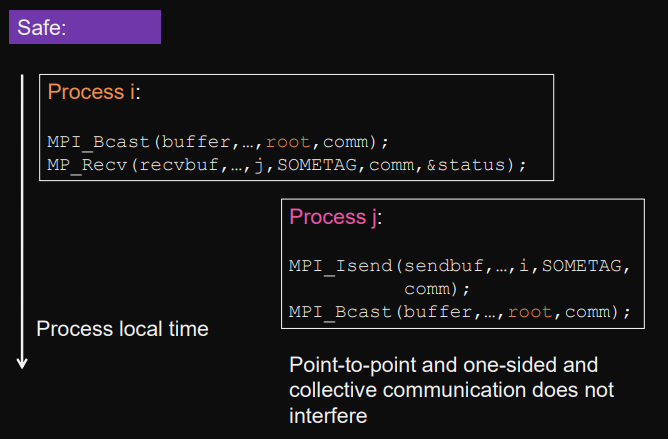 Safe:
Process i:
MPI_Bcast(buffer,…,root,comm);
MP_Recv(recvbuf,…,j,SOMETAG,comm,&status);
Process j:
MPI_Isend(sendbuf,…,i,SOMETAG,
comm);
MPI_Bcast(buffer,…,root,comm);
Process local time
Point-to-point and one-sided and
collective communication does not
interfere